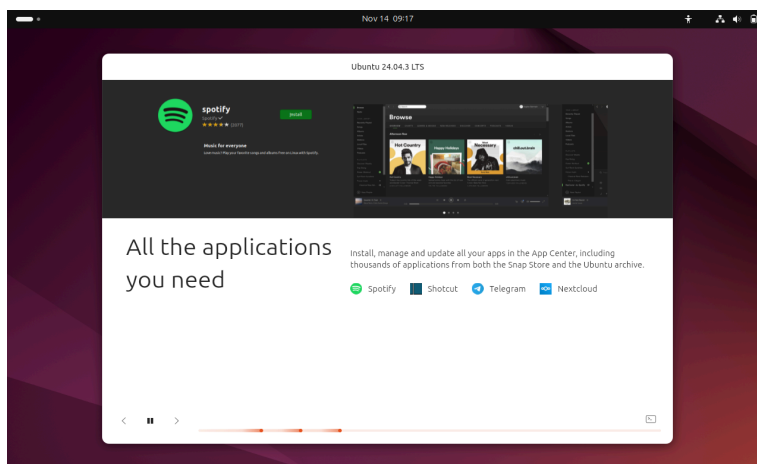 Nov 14 09:17
Ubuntu 24.04.3 LTS
spotify
Spotify
Install
Music for everyone
Browse
Hot Country
Happy Holidays
Necessary
All the applications
you need
Install, manage and update all your apps in the App Center, including
thousands of applications from both the Snap Store and the Ubuntu archive.
Spotify
Shotcut
Telegram
Nextcloud